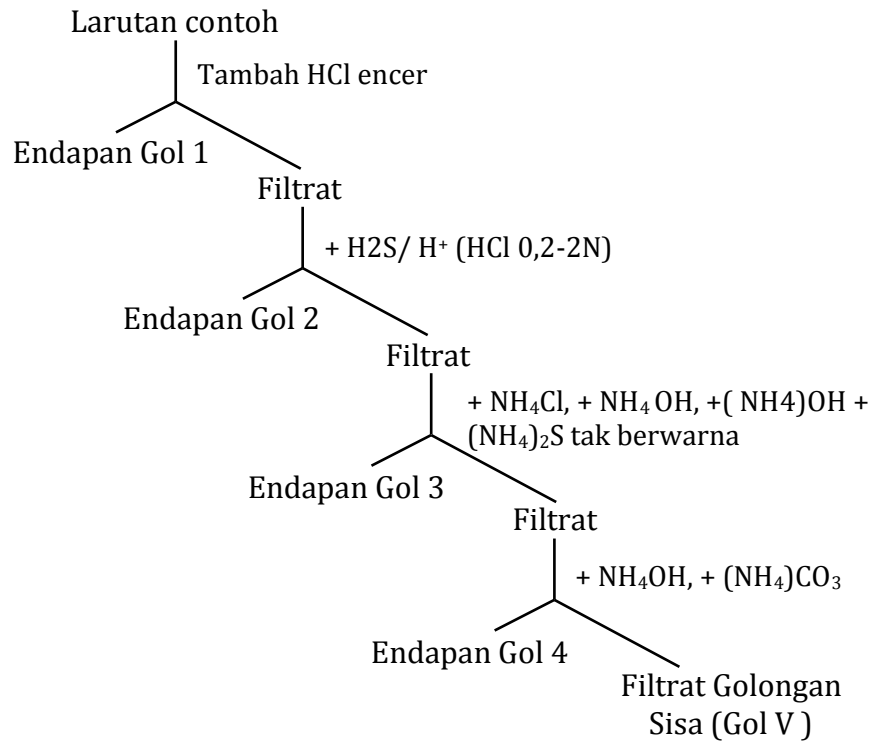 Larutan contoh
Tambah HCl encer
Endapan Gol 1
Filtrat
+ H2S/ H⁺ (HCl 0,2-2N)
Endapan Gol 2
Filtrat
+ NH₄Cl, + NH₄ OH, +( NH4)OH +
(NH₄)₂S tak berwarna
Endapan Gol 3
Filtrat
+ NH₄OH, + (NH₄)CO₃
Endapan Gol 4
Filtrat Golongan
Sisa (Gol V )